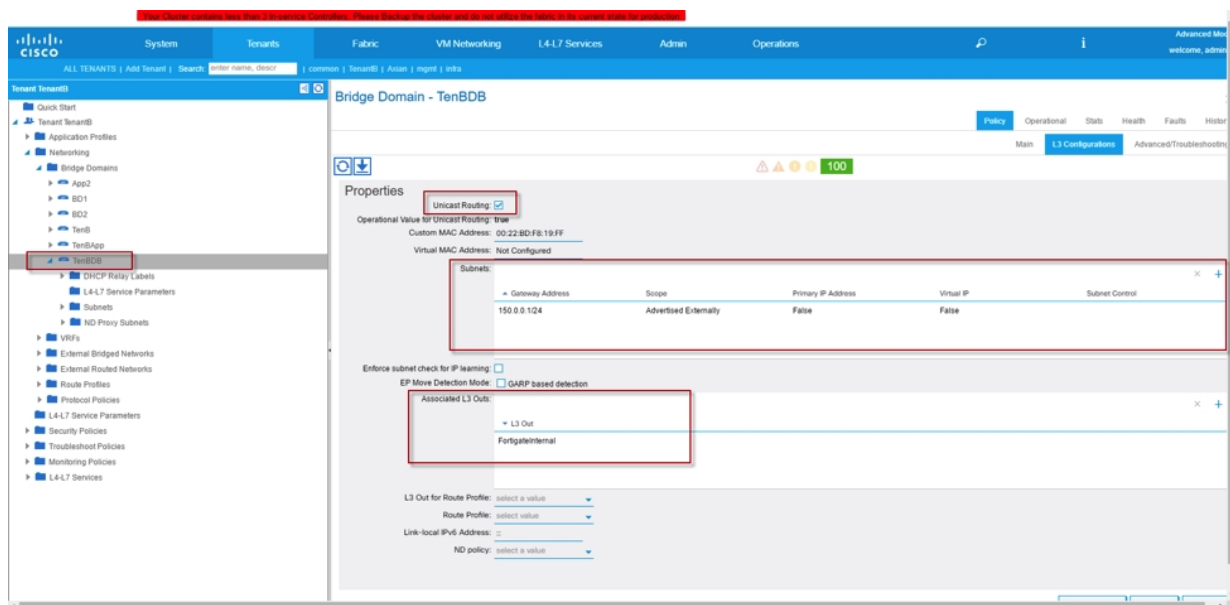 Your Cluster contains less than 3 in-service Controllers. Please Backup the cluster and do not utilize the fabric in its current state for production.
CISCO
System Tenants Fabric VM Networking L4-L7 Services Admin Operations i
Advanced Mod
welcome, admin
ALL TENANTS | Add Tenant | Search: enter name, descr | common | TenantB | Axian | mgmt | infra
Tenant TenantB
Quick Start
Tenant TenantB
Application Profiles
Networking
Bridge Domains
App2
BD1
BD2
TenB
TenBApp
TenBDB
DHCP Relay Labels
L4-L7 Service Parameters
Subnets
ND Proxy Subnets
VRFs
External Bridged Networks
External Routed Networks
Route Profiles
Protocol Policies
L4-L7 Service Parameters
Security Policies
Troubleshoot Policies
Monitoring Policies
L4-L7 Services
Bridge Domain - TenBDB
Policy Operational Stats Health Faults Histor
Main L3 Configurations Advanced/Troubleshooting
100
Properties
Unicast Routing:
Operational Value for Unicast Routing: true
Custom MAC Address: 00:22:BD:F8:19:FF
Virtual MAC Address: Not Configured
Subnets:
Gateway Address Scope Primary IP Address Virtual IP Subnet Control
150.0.0.1/24 Advertised Externally False False
Enforce subnet check for IP learning:
EP Move Detection Mode: GARP based detection
Associated L3 Outs:
L3 Out
FortigateInternal
L3 Out for Route Profile: select a value
Route Profile: select value
Link-local IPv6 Address: ::
ND policy: select a value